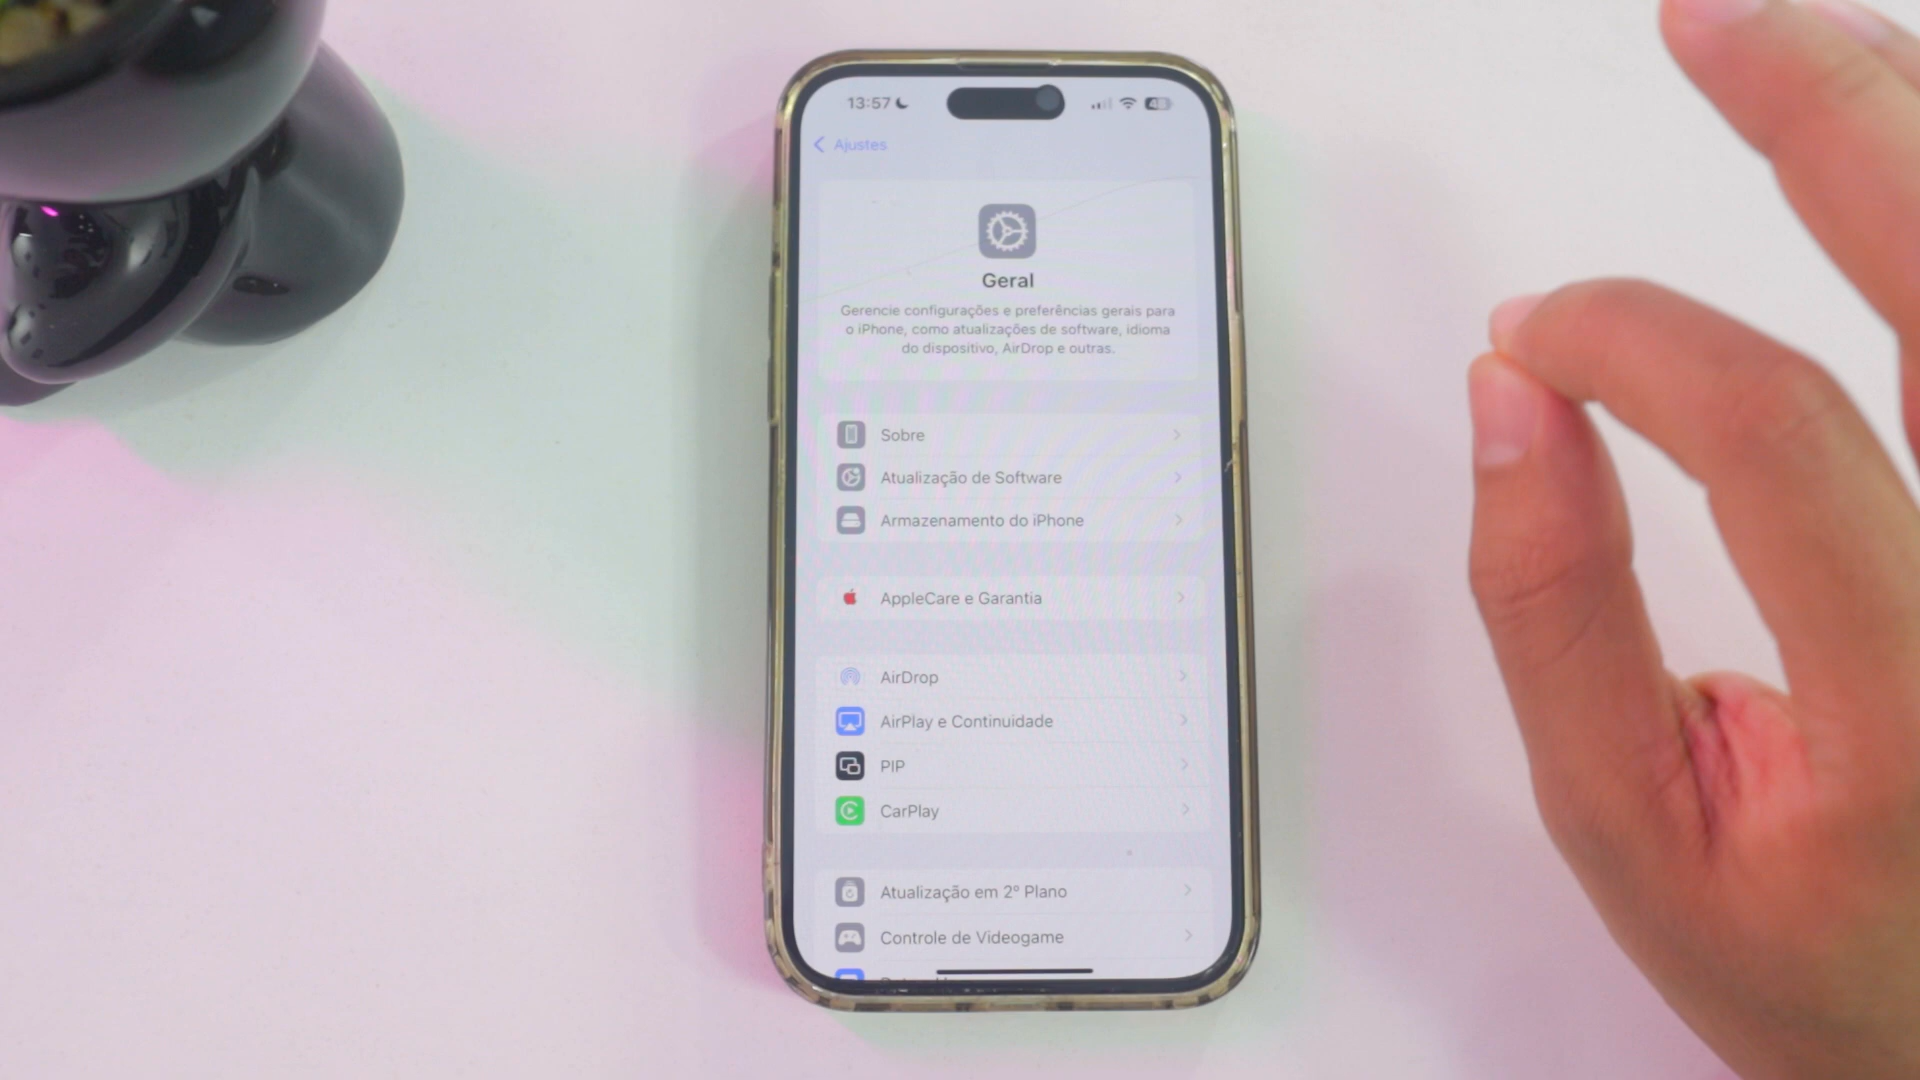 13:57
48
Ajustes
Geral
Gerencie configurações e preferências gerais para
o iPhone, como atualizações de software, idioma
do dispositivo, AirDrop e outras.
Sobre
Atualização de Software
Armazenamento do iPhone
AppleCare e Garantia
AirDrop
AirPlay e Continuidade
PIP
CarPlay
Atualização em 2º Plano
Controle de Videogame